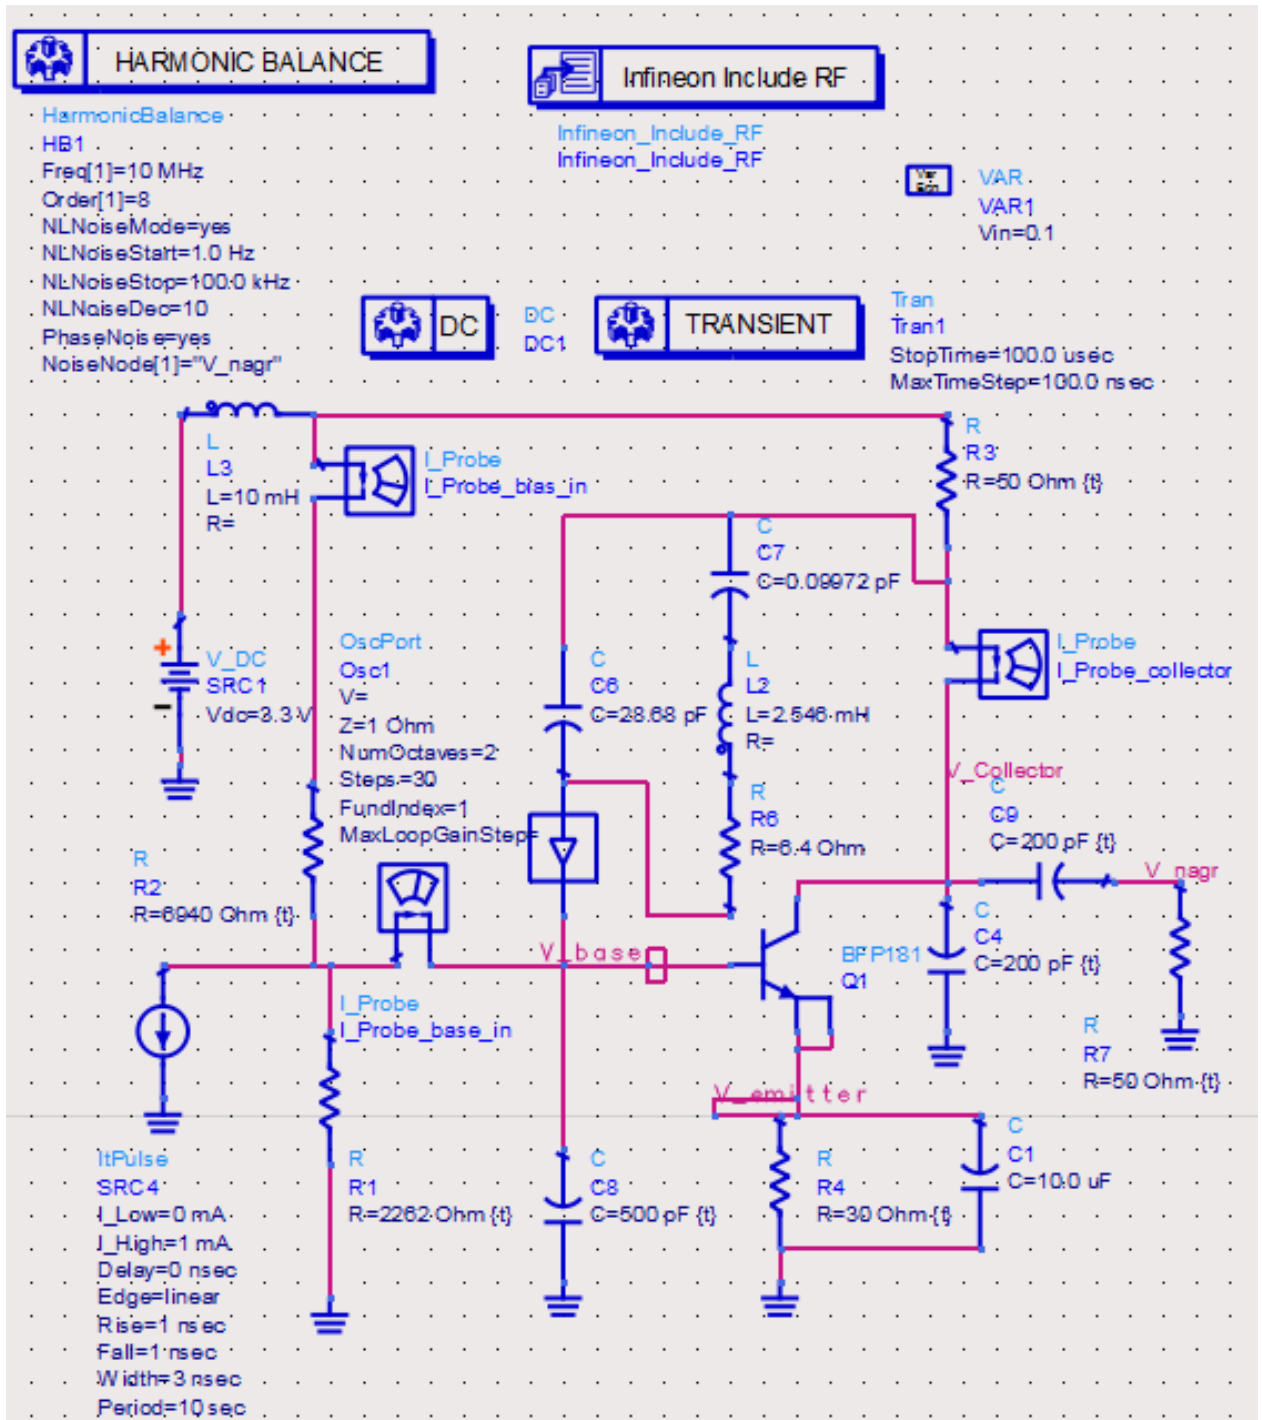 HARMONIC BALANCE
HarmonicBalance
HB1
Freq[1]=10 MHz
Order[1]=8
NLNoiseMode=yes
NLNoiseStart=1.0 Hz
NLNoiseStop=100.0 kHz
NLNoiseDec=10
PhaseNoise=yes
NoiseNode[1]="V_nagr"
Infineon Include RF
Infineon_Include_RF
Infineon_Include_RF
Var
Eqn
VAR
VAR1
Vin=0.1
DC
DC
DC1
TRANSIENT
Tran
Tran1
StopTime=100.0 usec
MaxTimeStep=100.0 nsec
L
L3
L=10 mH
R=
I_Probe
I_Probe_bias_in
R
R3
R=50 Ohm {t}
C
C7
C=0.09972 pF
V_DC
SRC1
Vdc=3.3 V
OscPort
Osc1
V=
Z=1 Ohm
NumOctaves=2
Steps=30
FundIndex=1
MaxLoopGainStep=
C
C6
C=28.68 pF
L
L2
L=2.546 mH
R=
I_Probe
I_Probe_collector
R
R6
R=6.4 Ohm
V_Collector
C
C9
C=200 pF {t}
V_nagr
R
R2
R=6940 Ohm {t}
V_base
BFP181
Q1
C
C4
C=200 pF {t}
I_Probe
I_Probe_base_in
R
R7
R=50 Ohm {t}
V_emitter
ItPulse
SRC4
I_Low=0 mA
I_High=1 mA
Delay=0 nsec
Edge=linear
Rise=1 nsec
Fall=1 nsec
Width=3 nsec
Period=10 sec
R
R1
R=2262 Ohm {t}
C
C8
C=500 pF {t}
R
R4
R=30 Ohm {t}
C
C1
C=10.0 uF